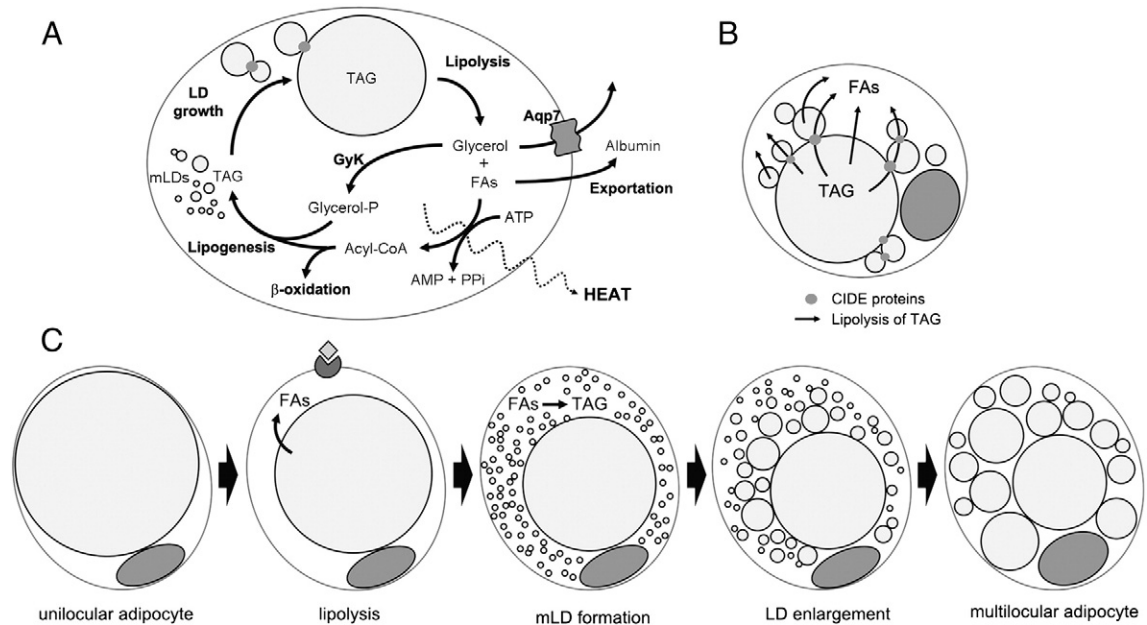 A
TAG
Lipolysis
LD
growth
Aqp7
Glycerol
+
FAs
Albumin
Exportation
GyK
mLDs
TAG
Glycerol-P
ATP
Lipogenesis
Acyl-CoA
AMP + PPi
β-oxidation
HEAT
B
FAs
TAG
CIDE proteins
Lipolysis of TAG
C
FAs
FAs
TAG
unilocular adipocyte
lipolysis
mLD formation
LD enlargement
multilocular adipocyte